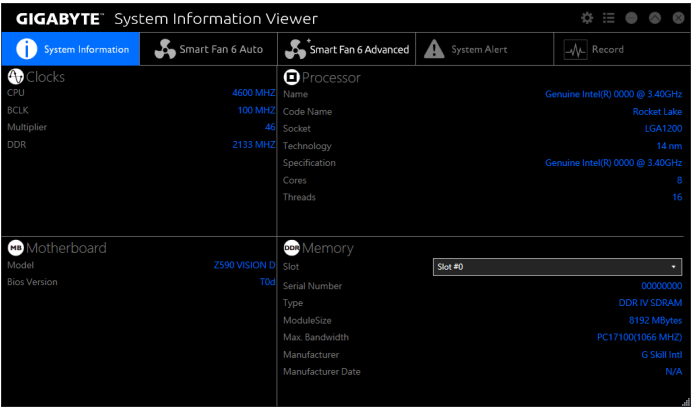 GIGABYTE™ System Information Viewer
System Information
Smart Fan 6 Auto
Smart Fan 6 Advanced
System Alert
Record
Clocks
CPU 4600 MHZ
BCLK 100 MHZ
Multiplier 46
DDR 2133 MHZ
Processor
Name Genuine Intel(R) 0000 @ 3.40GHz
Code Name Rocket Lake
Socket LGA1200
Technology 14 nm
Specification Genuine Intel(R) 0000 @ 3.40GHz
Cores 8
Threads 16
MB Motherboard
Model Z590 VISION D
Bios Version T0d
DDR Memory
Slot Slot #0
Serial Number 00000000
Type DDR IV SDRAM
ModuleSize 8192 MBytes
Max. Bandwidth PC17100(1066 MHZ)
Manufacturer G Skill Intl
Manufacturer Date N/A